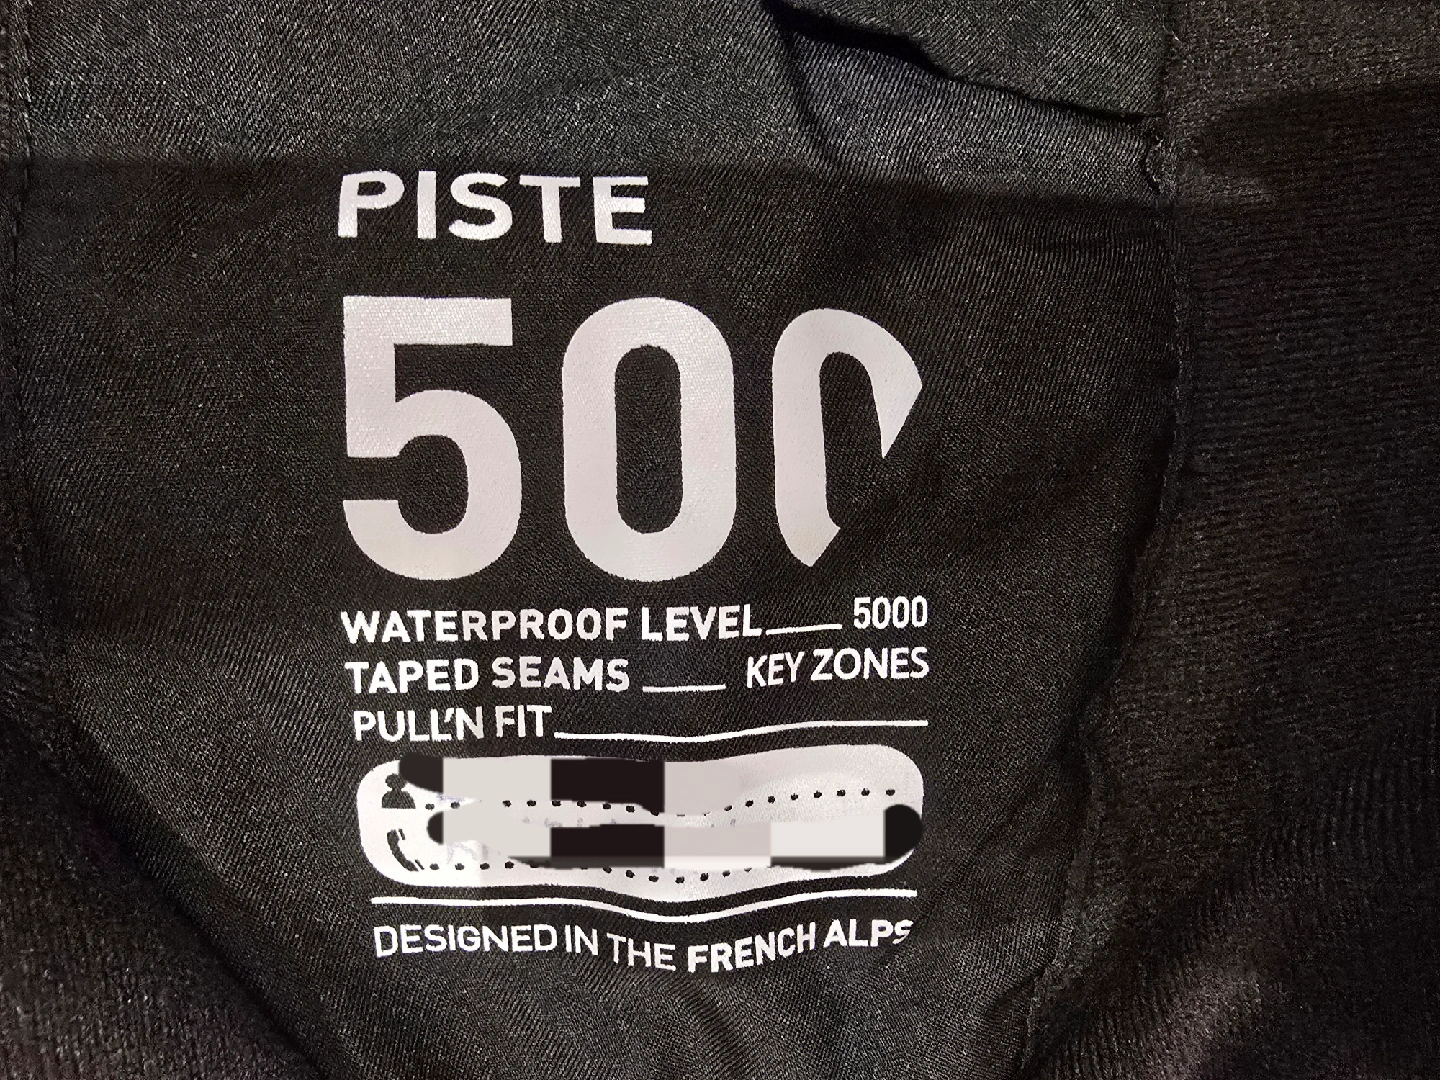 PISTE
500
WATERPROOF LEVEL 5000
TAPED SEAMS KEY ZONES
PULL'N FIT
DESIGNED IN THE FRENCH ALPS